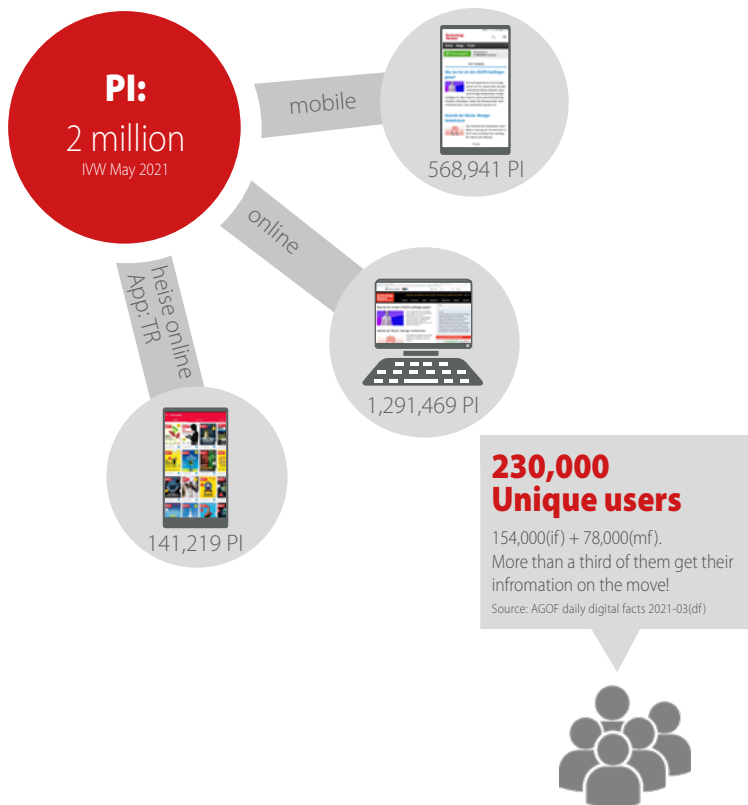 PI:
2 million
IVW May 2021
mobile
568,941 PI
online
1,291,469 PI
heise online
App: TR
141,219 PI
230,000
Unique users
154,000(if) + 78,000(mf).
More than a third of them get their
infromation on the move!
Source: AGOF daily digital facts 2021-03(df)